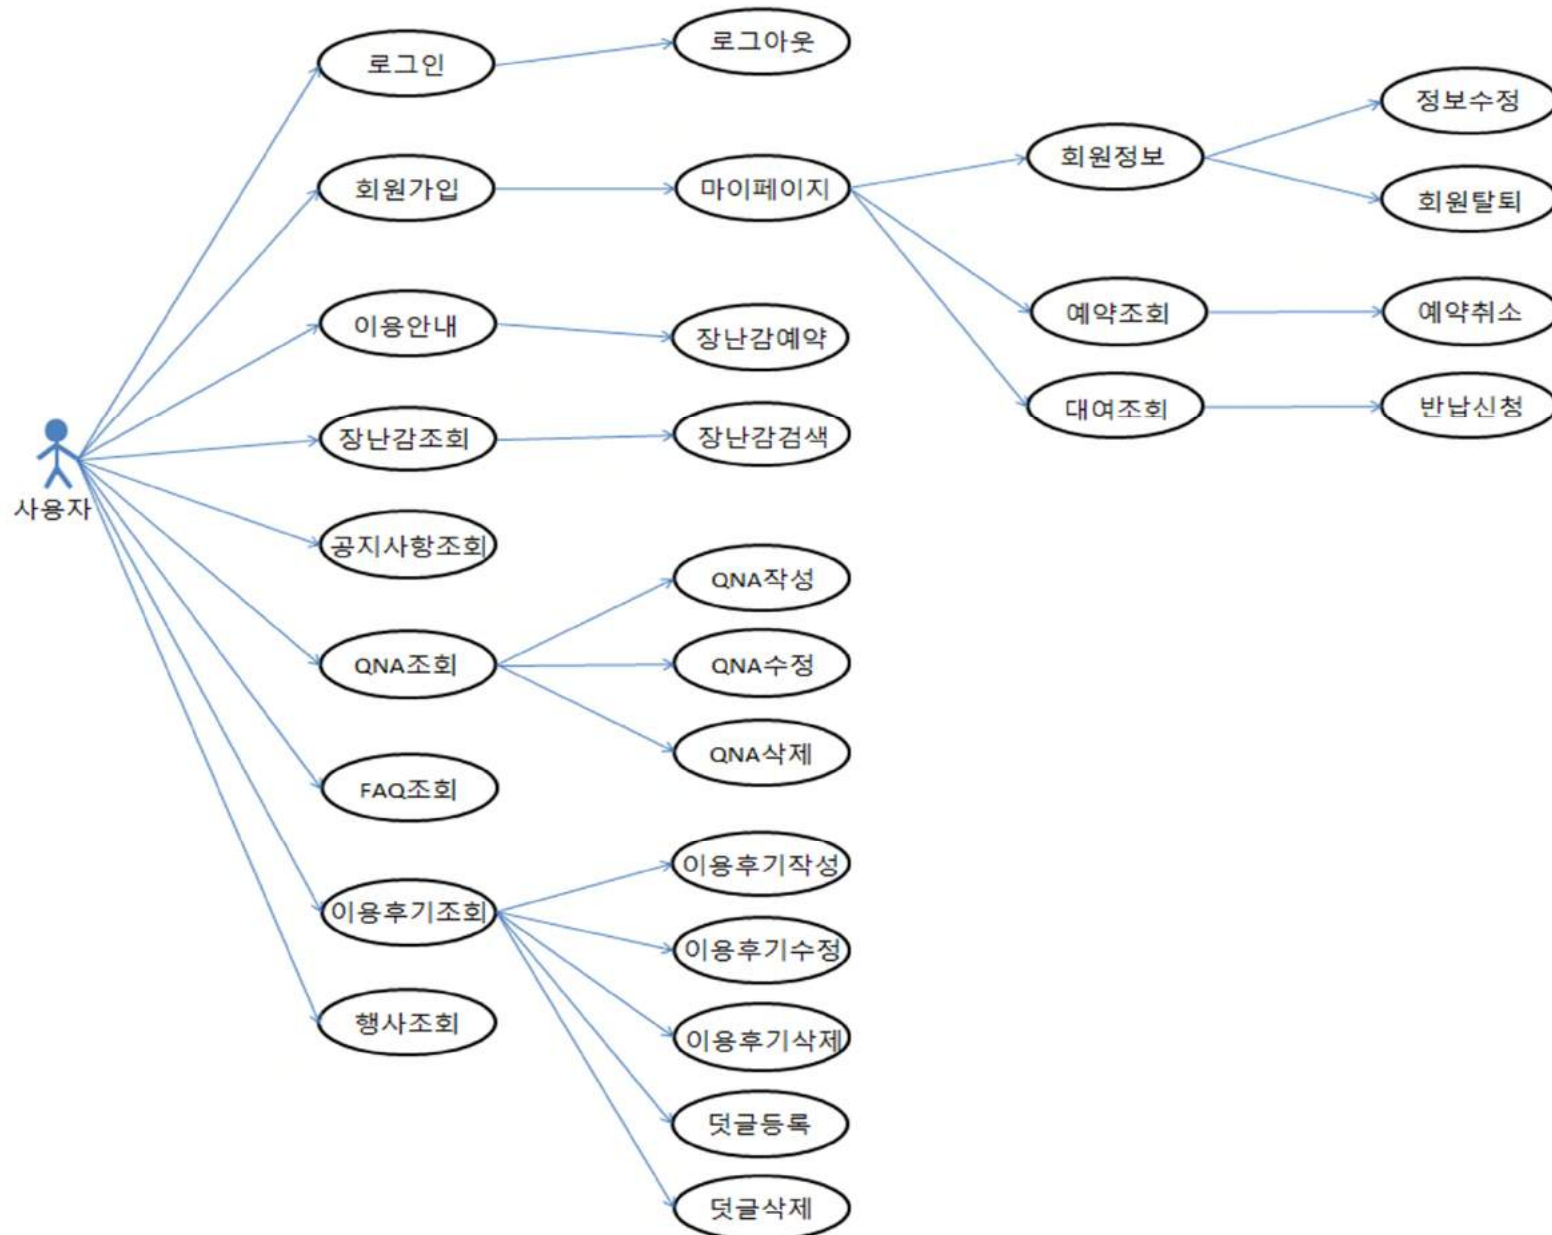 로그인
로그아웃
회원가입
마이페이지
회원정보
정보수정
회원탈퇴
이용안내
장난감예약
예약조회
예약취소
장난감조회
장난감검색
대여조회
반납신청
사용자
공지사항조회
QNA조회
QNA작성
QNA수정
QNA삭제
FAQ조회
이용후기조회
이용후기작성
이용후기수정
이용후기삭제
덧글등록
덧글삭제
행사조회